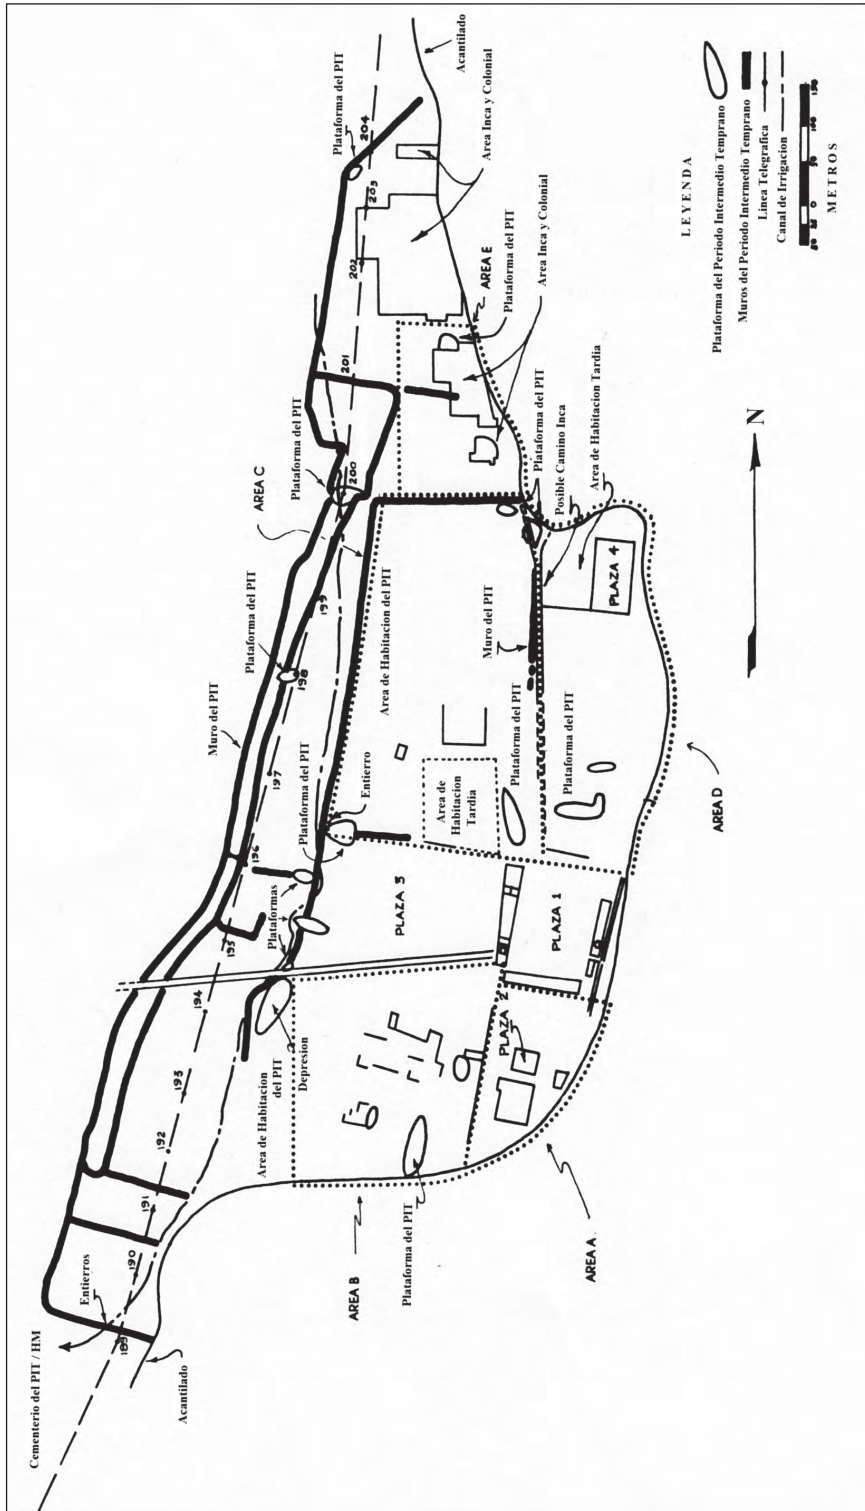 Cementerio del PIT / HM
Entierros
Acantilado
Muro del PIT
Plataforma del PIT
Plataforma del PIT
AREA C
Plataforma del PIT
Acantilado
189
190
191
192
193
194
195
196
197
198
199
200
201
202
203
204
Area de Habitacion
del PIT
Depresion
Plataformas
Plataforma del PIT
Entierro
Area de Habitacion del PIT
Area Inca y Colonial
AREA E
Plataforma del PIT
Area Inca y Colonial
AREA B
Plataforma del PIT
PLAZA 3
Area de
Habitacion
Tardia
Muro del PIT
Plataforma del PIT
Plataforma del PIT
Posible Camino Inca
Area de Habitacion Tardia
PLAZA 2
PLAZA 1
Plataforma del PIT
PLAZA 4
AREA A
AREA D
N
LEYENDA
Plataforma del Periodo Intermedio Temprano
Muros del Periodo Intermedio Temprano
Linea Telegrafica
Canal de Irrigacion
50 25 0 50 100 150
METROS